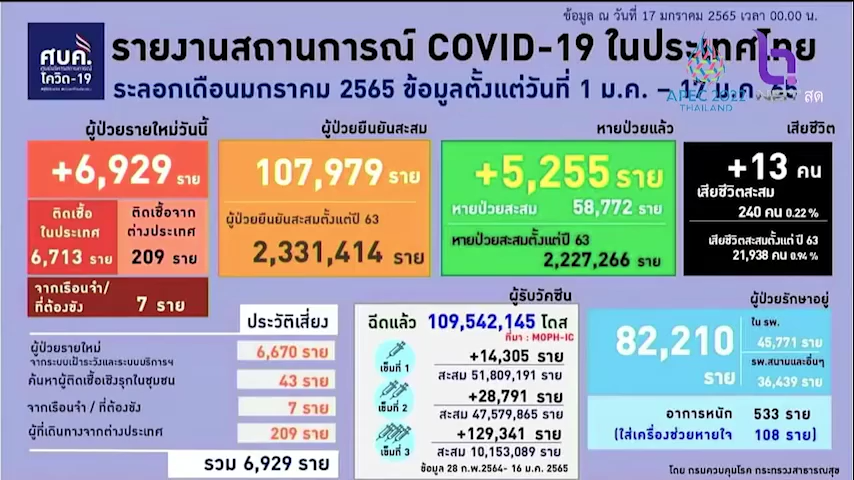 ข้อมูล ณ วันที่ 17 มกราคม 2565 เวลา 00.00 น.
ศบค.
โควิด-19
รายงานสถานการณ์ COVID-19 ในประเทศไทย
ระลอกเดือนมกราคม 2565 ข้อมูลตั้งแต่วันที่ 1 ม.ค. – 17 ม.ค. 65
APEC 2022
THAILAND
สด
ผู้ป่วยรายใหม่วันนี้
+6,929 ราย
ติดเชื้อ
ในประเทศ
6,713 ราย
ติดเชื้อจาก
ต่างประเทศ
209 ราย
จากเรือนจำ/
ที่ต้องขัง
7 ราย
ผู้ป่วยยืนยันสะสม
107,979 ราย
ผู้ป่วยยืนยันสะสมตั้งแต่ปี 63
2,331,414 ราย
หายป่วยแล้ว
+5,255 ราย
หายป่วยสะสม 58,772 ราย
หายป่วยสะสมตั้งแต่ปี 63
2,227,266 ราย
เสียชีวิต
+13 คน
เสียชีวิตสะสม
240 คน 0.22 %
เสียชีวิตสะสมตั้งแต่ ปี 63
21,938 คน 0.94 %
ประวัติเสี่ยง
ผู้ป่วยรายใหม่
จากระบบเฝ้าระวังและระบบบริการฯ
6,670 ราย
ค้นหาผู้ติดเชื้อเชิงรุกในชุมชน 43 ราย
จากเรือนจำ / ที่ต้องขัง 7 ราย
ผู้ที่เดินทางจากต่างประเทศ 209 ราย
รวม 6,929 ราย
ผู้รับวัคซีน
ฉีดแล้ว 109,542,145 โดส
ที่มา : MOPH-IC
เข็มที่ 1
+14,305 ราย
สะสม 51,809,191 ราย
เข็มที่ 2
+28,791 ราย
สะสม 47,579,865 ราย
เข็มที่ 3
+129,341 ราย
สะสม 10,153,089 ราย
ข้อมูล 28 ก.พ.2564- 16 ม.ค. 2565
ผู้ป่วยรักษาอยู่
82,210
ราย
ใน รพ.
45,771 ราย
รพ.สนามและอื่นๆ
36,439 ราย
อาการหนัก 533 ราย
(ใส่เครื่องช่วยหายใจ 108 ราย)
โดย กรมควบคุมโรค กระทรวงสาธารณสุข